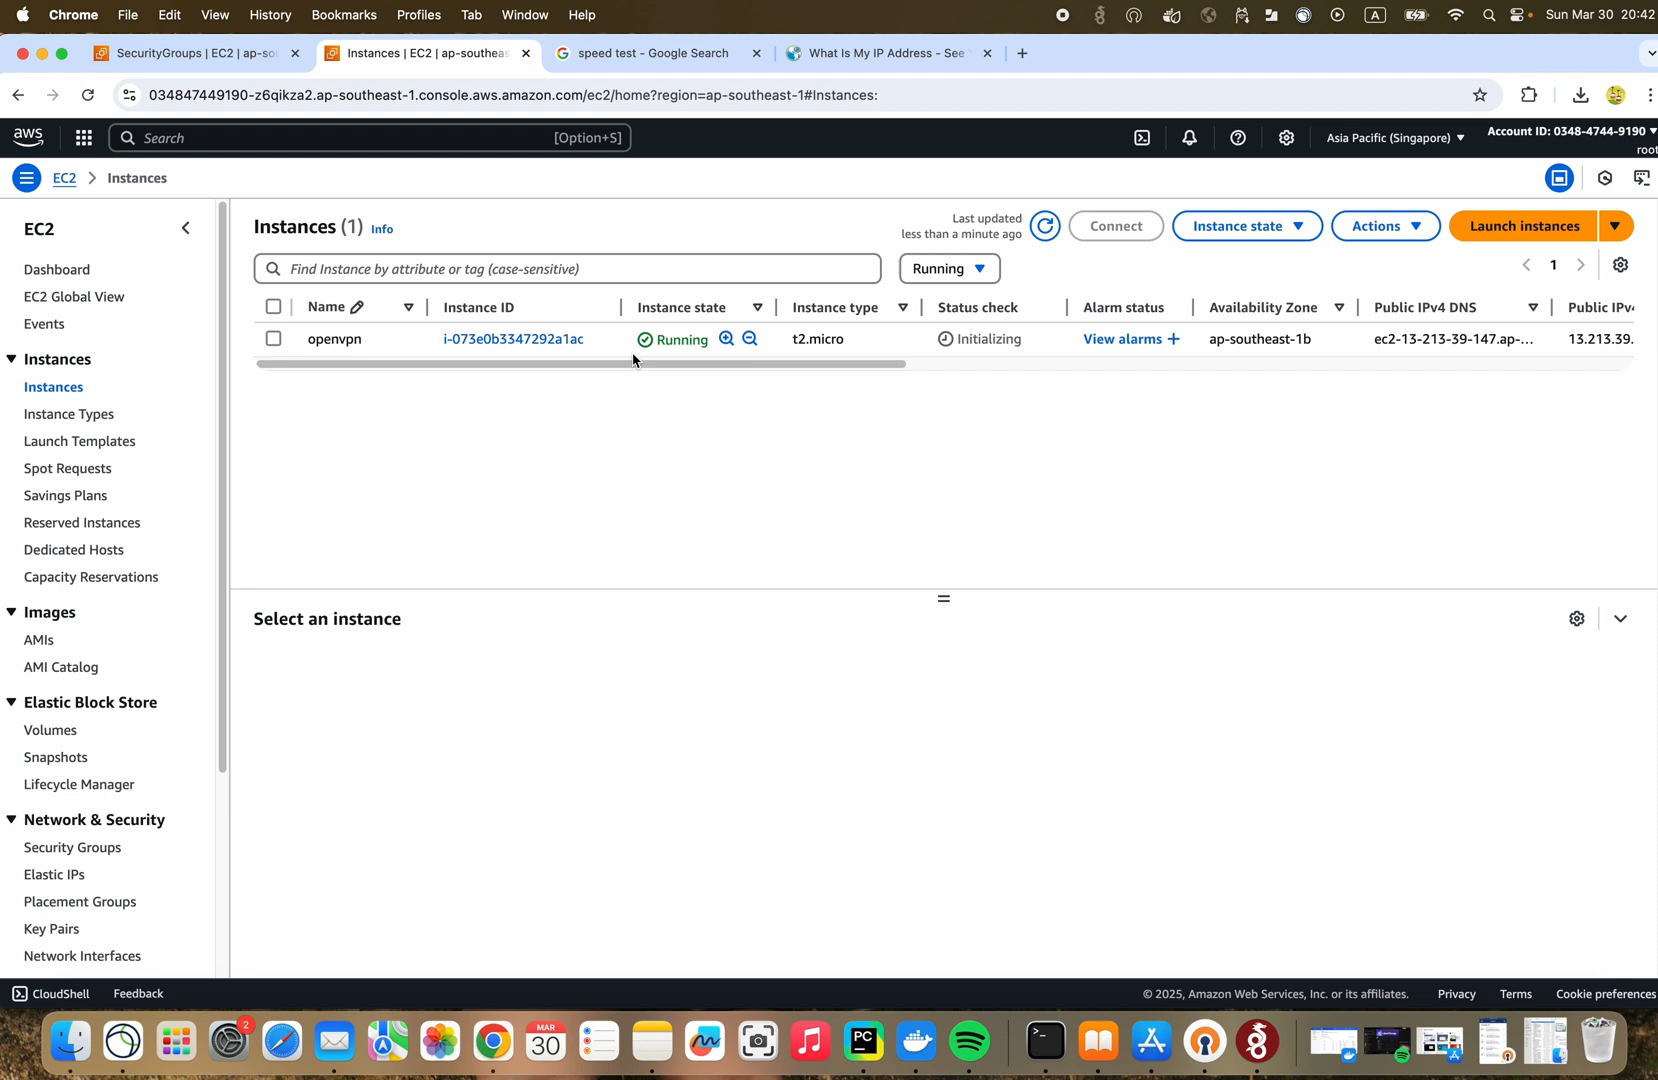 Chrome File Edit View History Bookmarks Profiles Tab Window Help A Sun Mar 30 20:42
SecurityGroups | EC2 | ap-so Instances | EC2 | ap-southeas speed test - Google Search What Is My IP Address - See
034847449190-z6qikza2.ap-southeast-1.console.aws.amazon.com/ec2/home?region=ap-southeast-1#Instances:
aws Search [Option+S] Asia Pacific (Singapore) Account ID: 0348-4744-9190
root
EC2 Instances
EC2
Dashboard
EC2 Global View
Events
Instances
Instances
Instance Types
Launch Templates
Spot Requests
Savings Plans
Reserved Instances
Dedicated Hosts
Capacity Reservations
Images
AMIs
AMI Catalog
Elastic Block Store
Volumes
Snapshots
Lifecycle Manager
Network & Security
Security Groups
Elastic IPs
Placement Groups
Key Pairs
Network Interfaces
Instances (1) Info
Last updated
less than a minute ago
Connect Instance state Actions Launch instances
Find Instance by attribute or tag (case-sensitive) Running 1
Name Instance ID Instance state Instance type Status check Alarm status Availability Zone Public IPv4 DNS Public IPv4
openvpn i-073e0b3347292a1ac Running t2.micro Initializing View alarms + ap-southeast-1b ec2-13-213-39-147.ap-... 13.213.39.
Select an instance
CloudShell Feedback © 2025, Amazon Web Services, Inc. or its affiliates. Privacy Terms Cookie preferences
2
MAR
30
PC